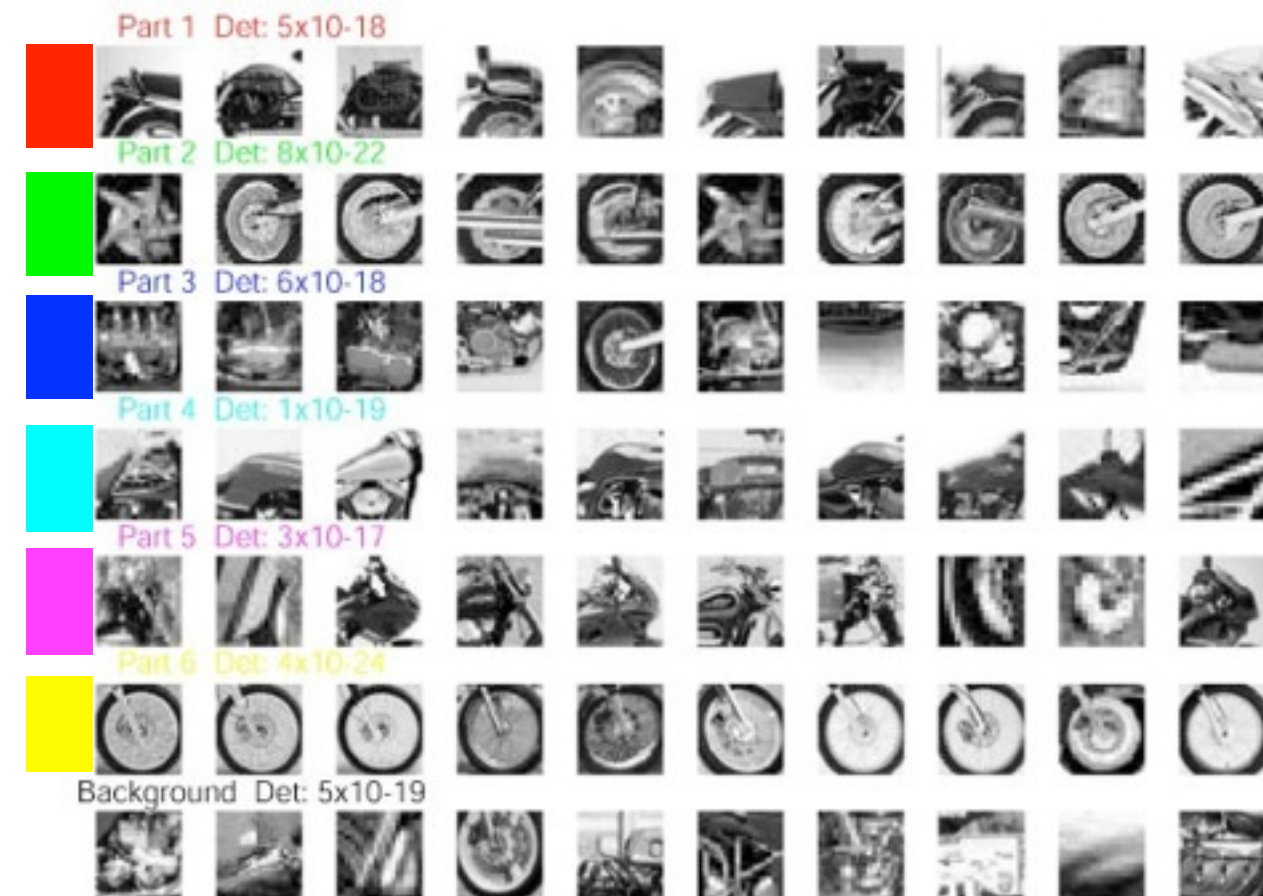 Part 1 Det: 5x10-18
Part 2 Det: 8x10-22
Part 3 Det: 6x10-18
Part 4 Det: 1x10-19
Part 5 Det: 3x10-17
Part 6 Det: 4x10-24
Background Det: 5x10-19